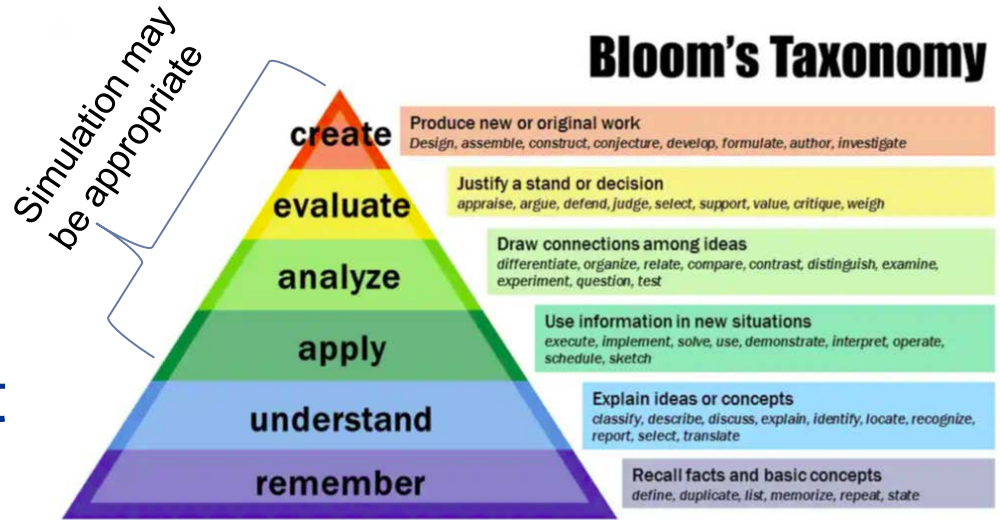 Simulation may
be appropriate
Bloom's Taxonomy
create
Produce new or original work
Design, assemble, construct, conjecture, develop, formulate, author, investigate
evaluate
Justify a stand or decision
appraise, argue, defend, judge, select, support, value, critique, weigh
analyze
Draw connections among ideas
differentiate, organize, relate, compare, contrast, distinguish, examine,
experiment, question, test
apply
Use information in new situations
execute, implement, solve, use, demonstrate, interpret, operate,
schedule, sketch
understand
Explain ideas or concepts
classify, describe, discuss, explain, identify, locate, recognize,
report, select, translate
remember
Recall facts and basic concepts
define, duplicate, list, memorize, repeat, state